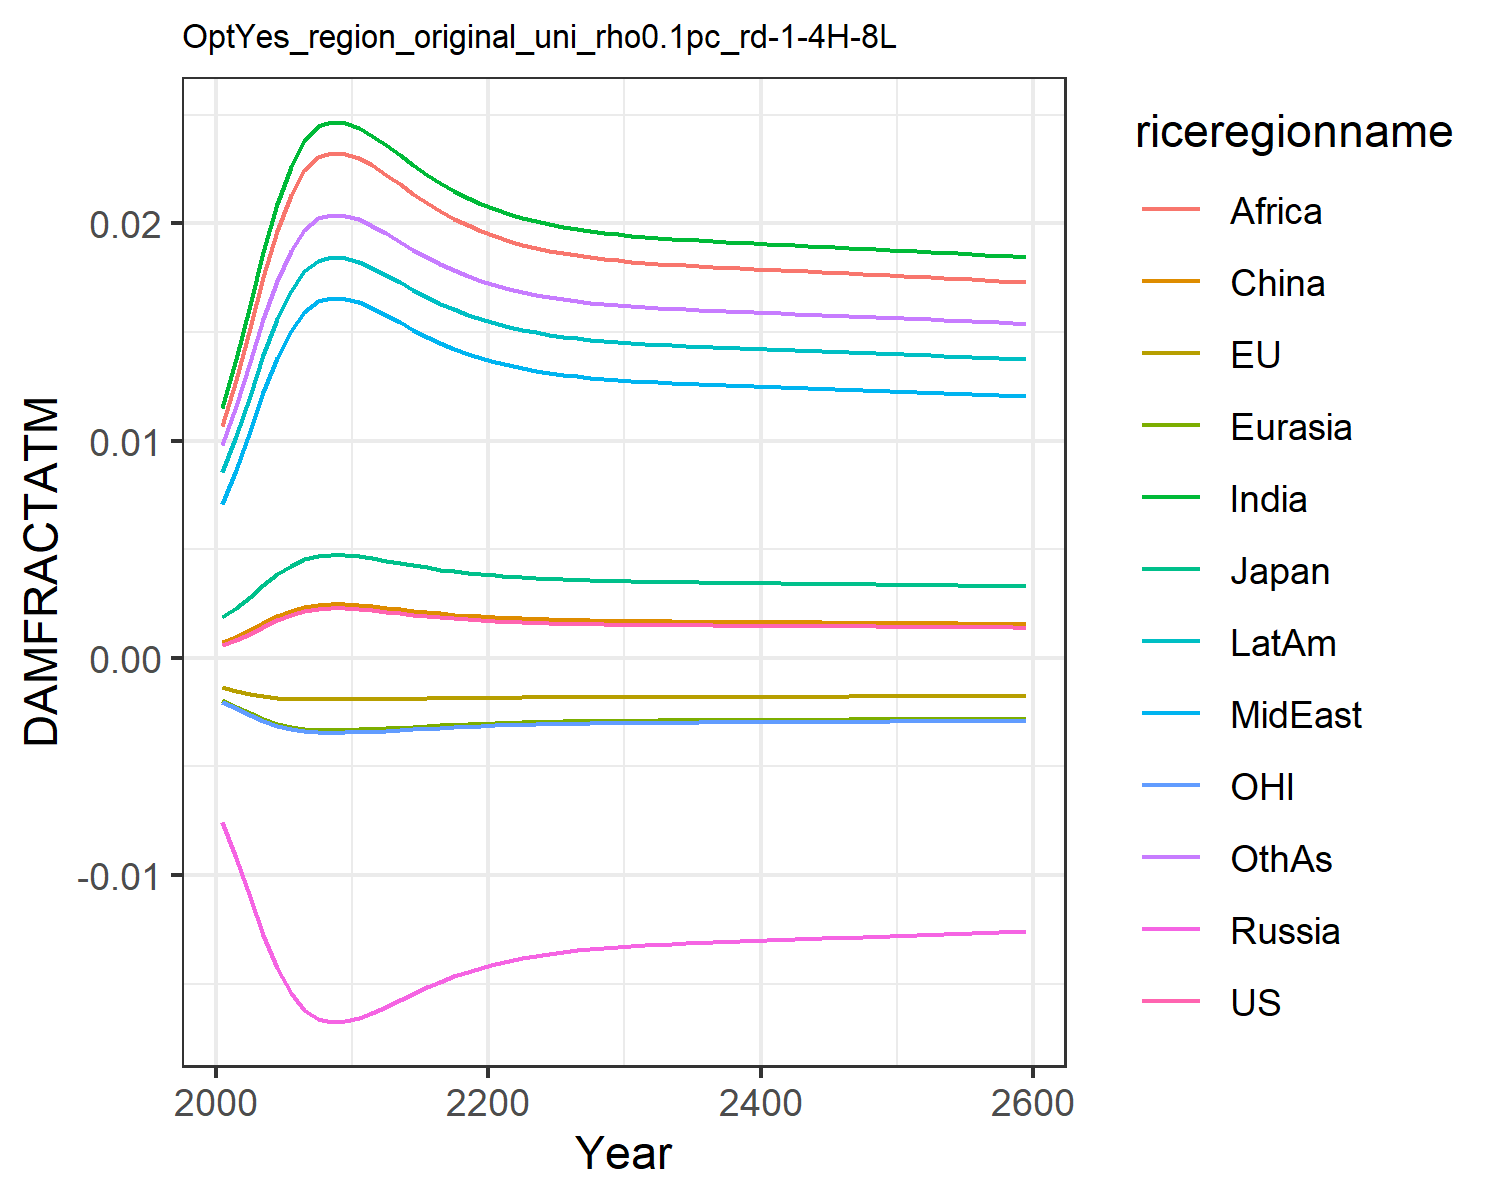 OptYes_region_original_uni_rho0.1pc_rd-1-4H-8L
DAMFRACTATM
0.02
0.01
0.00
-0.01
2000 2200 2400 2600
Year
riceregionname
Africa
China
EU
Eurasia
India
Japan
LatAm
MidEast
OHI
OthAs
Russia
US